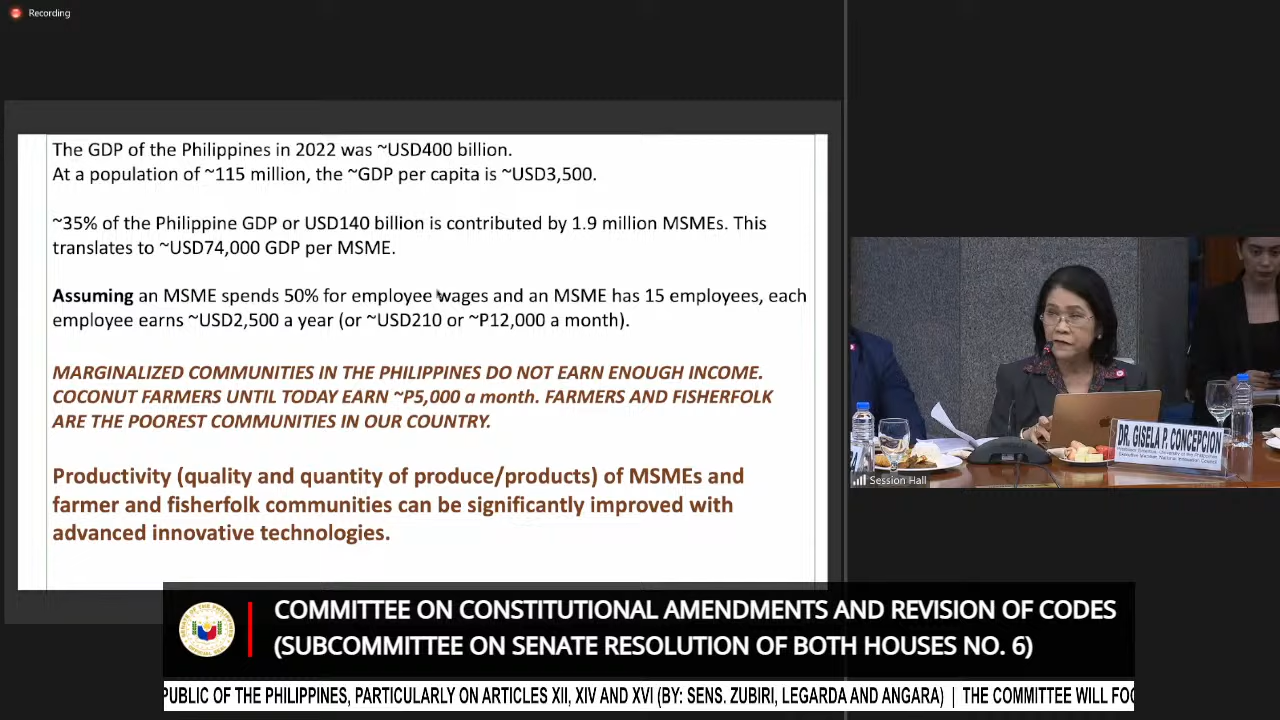 Recording
The GDP of the Philippines in 2022 was ~USD400 billion.
At a population of ~115 million, the ~GDP per capita is ~USD3,500.
~35% of the Philippine GDP or USD140 billion is contributed by 1.9 million MSMEs. This
translates to ~USD74,000 GDP per MSME.
Assuming an MSME spends 50% for employee wages and an MSME has 15 employees, each
employee earns ~USD2,500 a year (or ~USD210 or ~P12,000 a month).
MARGINALIZED COMMUNITIES IN THE PHILIPPINES DO NOT EARN ENOUGH INCOME.
COCONUT FARMERS UNTIL TODAY EARN ~P5,000 a month. FARMERS AND FISHERFOLK
ARE THE POOREST COMMUNITIES IN OUR COUNTRY.
Productivity (quality and quantity of produce/products) of MSMEs and
farmer and fisherfolk communities can be significantly improved with
advanced innovative technologies.
DR. GISELA P. CONCEPCION
Session Hall
COMMITTEE ON CONSTITUTIONAL AMENDMENTS AND REVISION OF CODES
(SUBCOMMITTEE ON SENATE RESOLUTION OF BOTH HOUSES NO. 6)
PUBLIC OF THE PHILIPPINES, PARTICULARLY ON ARTICLES XII, XIV AND XVI (BY: SENS. ZUBIRI, LEGARDA AND ANGARA) | THE COMMITTEE WILL FOC